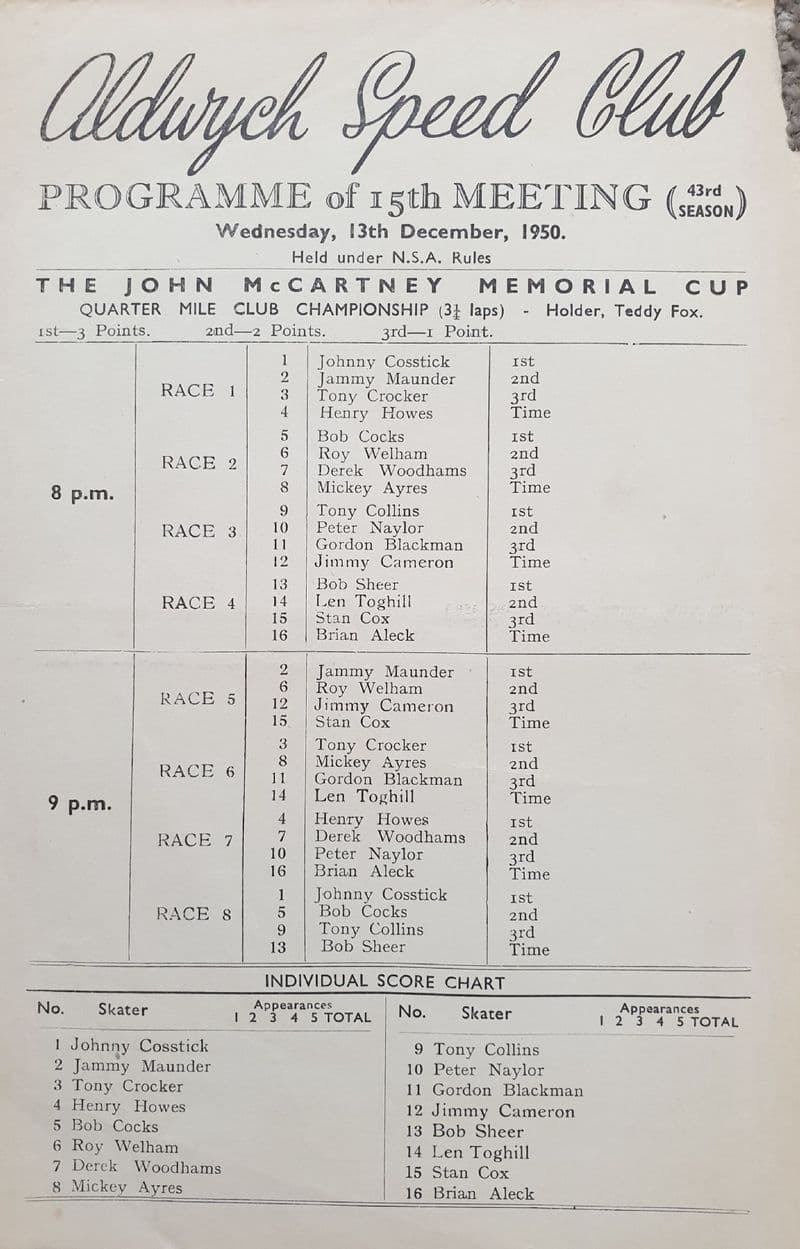 Aldwych Speed Club
PROGRAMME of 15th MEETING (43rd SEASON)
Wednesday, 13th December, 1950.
Held under N.S.A. Rules
THE JOHN McCARTNEY MEMORIAL CUP
QUARTER MILE CLUB CHAMPIONSHIP (3¼ laps) - Holder, Teddy Fox.
1st—3 Points. 2nd—2 Points. 3rd—1 Point.
8 p.m.
RACE 1
1 Johnny Cosstick 1st
2 Jammy Maunder 2nd
3 Tony Crocker 3rd
4 Henry Howes Time
RACE 2
5 Bob Cocks 1st
6 Roy Welham 2nd
7 Derek Woodhams 3rd
8 Mickey Ayres Time
RACE 3
9 Tony Collins 1st
10 Peter Naylor 2nd
11 Gordon Blackman 3rd
12 Jimmy Cameron Time
RACE 4
13 Bob Sheer 1st
14 Len Toghill 2nd
15 Stan Cox 3rd
16 Brian Aleck Time
9 p.m.
RACE 5
2 Jammy Maunder 1st
6 Roy Welham 2nd
12 Jimmy Cameron 3rd
15 Stan Cox Time
RACE 6
3 Tony Crocker 1st
8 Mickey Ayres 2nd
11 Gordon Blackman 3rd
14 Len Toghill Time
RACE 7
4 Henry Howes 1st
7 Derek Woodhams 2nd
10 Peter Naylor 3rd
16 Brian Aleck Time
RACE 8
1 Johnny Cosstick 1st
5 Bob Cocks 2nd
9 Tony Collins 3rd
13 Bob Sheer Time
INDIVIDUAL SCORE CHART
No. Skater Appearances
1 2 3 4 5 TOTAL
1 Johnny Cosstick
2 Jammy Maunder
3 Tony Crocker
4 Henry Howes
5 Bob Cocks
6 Roy Welham
7 Derek Woodhams
8 Mickey Ayres
No. Skater Appearances
1 2 3 4 5 TOTAL
9 Tony Collins
10 Peter Naylor
11 Gordon Blackman
12 Jimmy Cameron
13 Bob Sheer
14 Len Toghill
15 Stan Cox
16 Brian Aleck